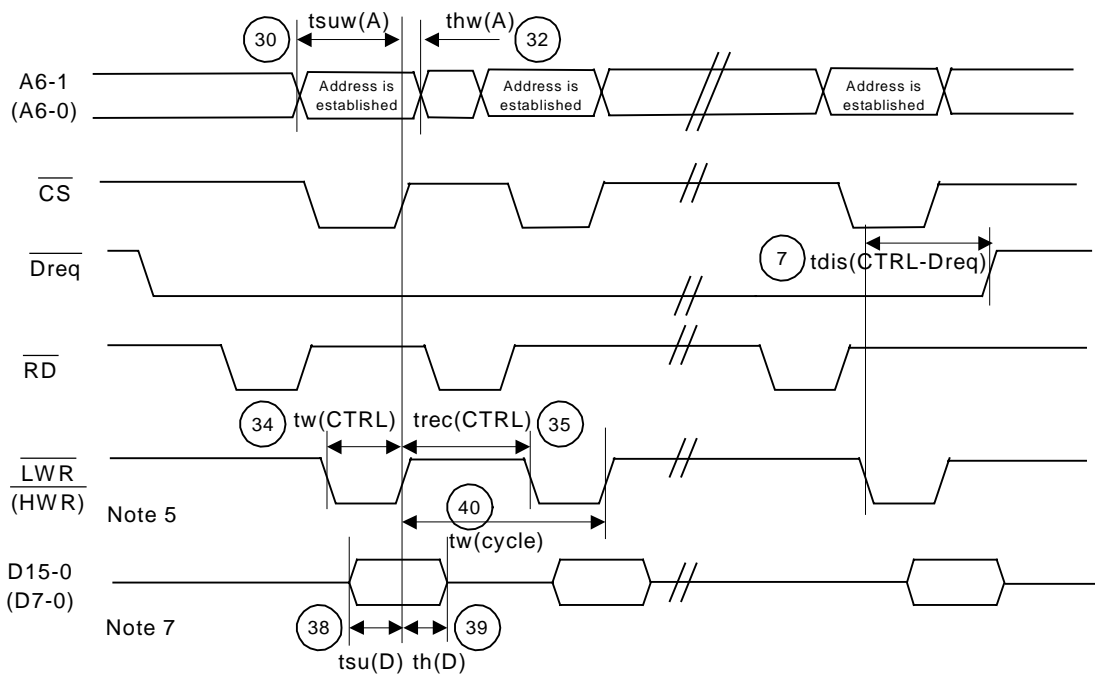 tsuw(A) thw(A)
30 32
A6-1
(A6-0)
Address is
established
Address is
established
Address is
established
CS
Dreq
7 tdis(CTRL-Dreq)
RD
34 tw(CTRL) trec(CTRL) 35
LWR
(HWR)
Note 5
40
tw(cycle)
D15-0
(D7-0)
Note 7
38 39
tsu(D) th(D)